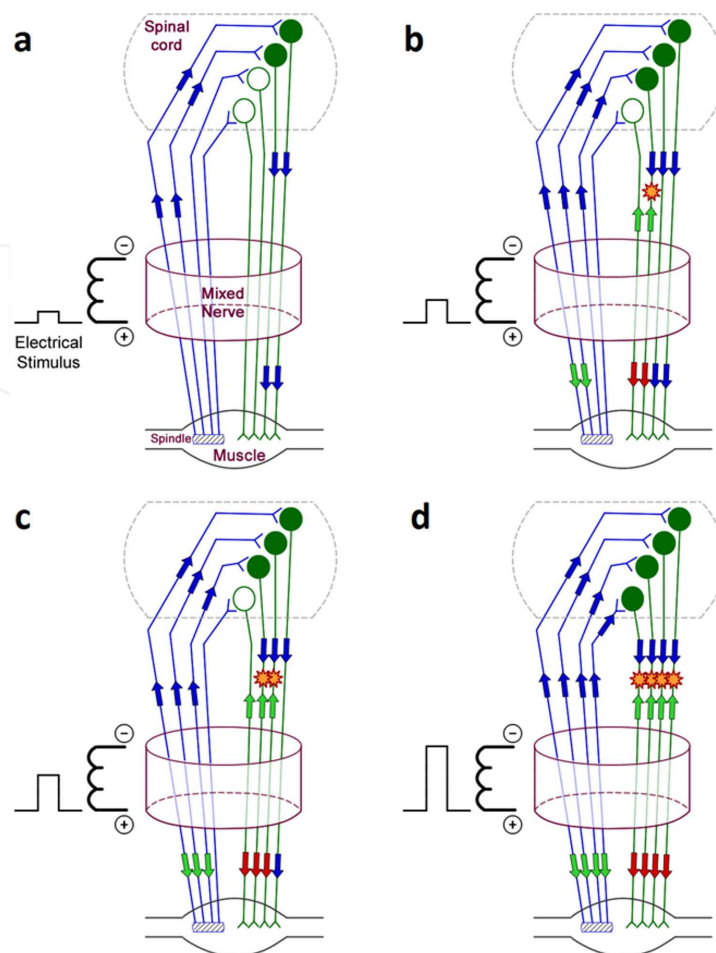 a
Spinal
cord
−
+
Electrical
Stimulus
Mixed
Nerve
Spindle
Muscle
b
−
+
c
−
+
d
−
+